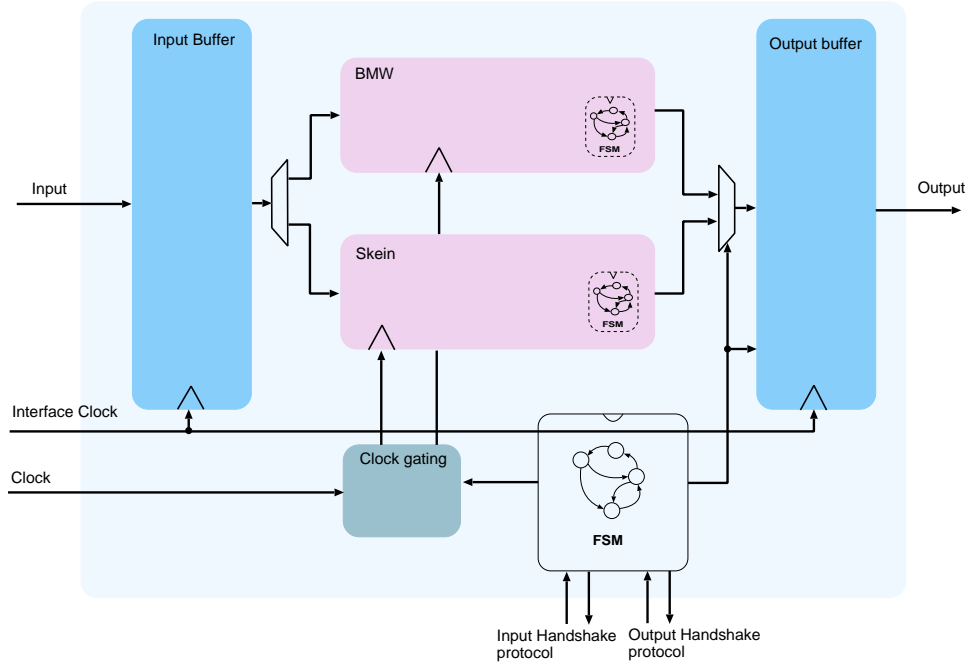 Input Buffer
Output buffer
BMW
FSM
Input
Output
Skein
FSM
Interface Clock
Clock gating
Clock
FSM
Input Handshake
protocol
Output Handshake
protocol